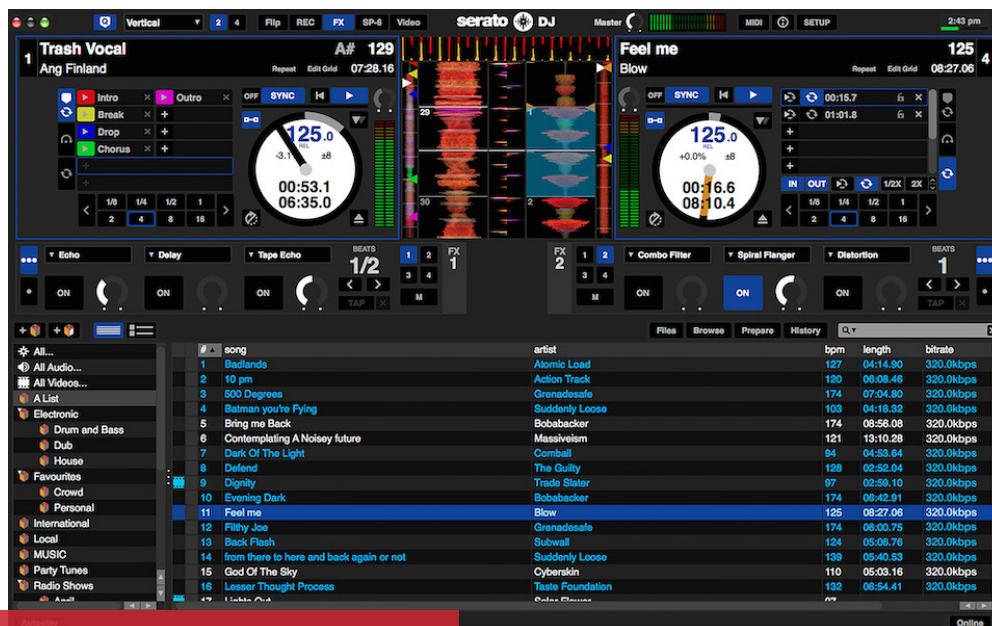 Vertical 2 4 Flip REC FX SP-6 Video serato DJ Master MIDI SETUP 2:43 pm
1 Trash Vocal A# 129
Ang Finland Repeat Edit Grid 07:28.16
Feel me 125 4
Blow Repeat Edit Grid 08:27.06
Intro Outro OFF SYNC
Break
Drop
Chorus
125.0
REL
-3.1 ±8
00:53.1
06:35.0
1/8 1/4 1/2 1
2 4 8 16
29 1
30 2
OFF SYNC 00:15.7
01:01.8
125.0
REL
+0.0% ±8
00:16.6
08:10.4
IN OUT 1/2X 2X
1/8 1/4 1/2 1
2 4 8 16
Echo Delay Tape Echo BEATS 1 2 FX
1/2 3 4 1
ON ON ON TAP M
FX 1 2 Combo Filter Spiral Flanger Distortion BEATS
2 3 4 1
M ON ON ON TAP
Files Browse Prepare History
All...
All Audio...
All Videos...
A List
Electronic
Drum and Bass
Dub
House
Favourites
Crowd
Personal
International
Local
MUSIC
Party Tunes
Radio Shows
April
# song artist bpm length bitrate
1 Badlands Atomic Load 127 04:14.90 320.0kbps
2 10 pm Action Track 120 06:08.46 320.0kbps
3 500 Degrees Grenadesafe 174 07:04.80 320.0kbps
4 Batman you're Fying Suddenly Loose 103 04:18.32 320.0kbps
5 Bring me Back Bobabacker 174 08:56.08 320.0kbps
6 Contemplating A Noisey future Massiveism 121 13:10.28 320.0kbps
7 Dark Of The Light Comball 94 04:53.64 320.0kbps
8 Defend The Guilty 128 02:52.04 320.0kbps
9 Dignity Trade Slater 97 02:59.10 320.0kbps
10 Evening Dark Bobabacker 174 06:42.91 320.0kbps
11 Feel me Blow 125 08:27.06 320.0kbps
12 Filthy Joe Grenadesafe 174 06:00.75 320.0kbps
13 Back Flash Subwall 124 05:06.76 320.0kbps
14 from there to here and back again or not Suddenly Loose 139 05:40.53 320.0kbps
15 God Of The Sky Cyberskin 110 05:03.16 320.0kbps
16 Lesser Thought Process Taste Foundation 132 06:54.41 320.0kbps
17 Lights Out Solar Flower 97
Online